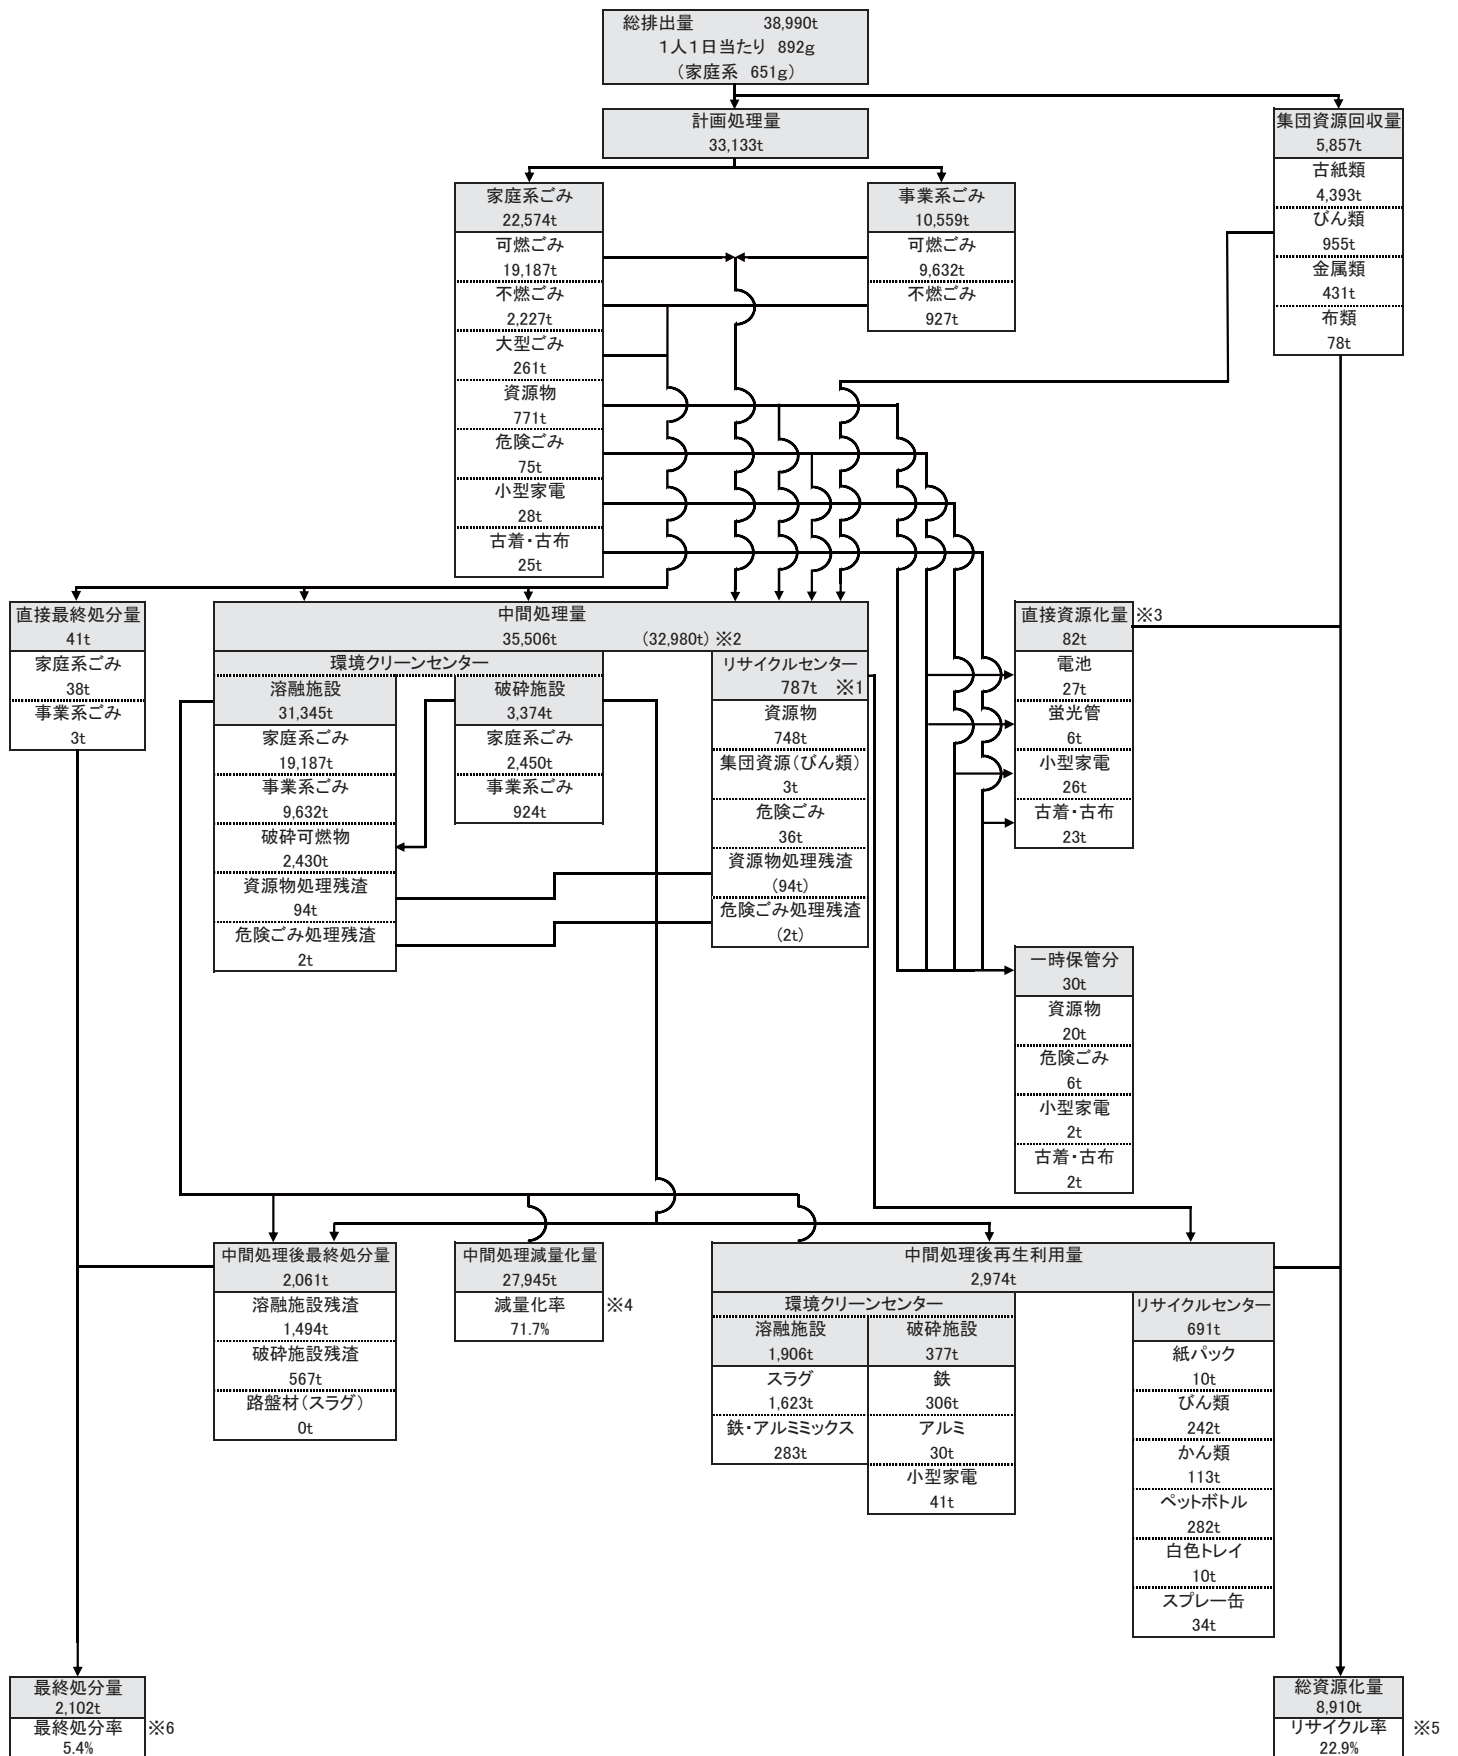 総排出量 38,990t
1人1日当たり 892g
(家庭系 651g)
計画処理量
33,133t
集団資源回収量
5,857t
古紙類
4,393t
びん類
955t
金属類
431t
布類
78t
家庭系ごみ
22,574t
可燃ごみ
19,187t
不燃ごみ
2,227t
大型ごみ
261t
資源物
771t
危険ごみ
75t
小型家電
28t
古着・古布
25t
事業系ごみ
10,559t
可燃ごみ
9,632t
不燃ごみ
927t
直接最終処分量
41t
家庭系ごみ
38t
事業系ごみ
3t
中間処理量
35,506t (32,980t) ※2
環境クリーンセンター
溶融施設
31,345t
家庭系ごみ
19,187t
事業系ごみ
9,632t
破砕可燃物
2,430t
資源物処理残渣
94t
危険ごみ処理残渣
2t
破砕施設
3,374t
家庭系ごみ
2,450t
事業系ごみ
924t
リサイクルセンター
787t ※1
資源物
748t
集団資源(びん類)
3t
危険ごみ
36t
資源物処理残渣
(94t)
危険ごみ処理残渣
(2t)
直接資源化量 ※3
82t
電池
27t
蛍光管
6t
小型家電
26t
古着・古布
23t
一時保管分
30t
資源物
20t
危険ごみ
6t
小型家電
2t
古着・古布
2t
中間処理後最終処分量
2,061t
溶融施設残渣
1,494t
破砕施設残渣
567t
路盤材(スラグ)
0t
中間処理減量化量
27,945t
減量化率 ※4
71.7%
中間処理後再生利用量
2,974t
環境クリーンセンター
溶融施設
1,906t
スラグ
1,623t
鉄・アルミミックス
283t
破砕施設
377t
鉄
306t
アルミ
30t
小型家電
41t
リサイクルセンター
691t
紙パック
10t
びん類
242t
かん類
113t
ペットボトル
282t
白色トレイ
10t
スプレー缶
34t
最終処分量
2,102t
最終処分率 ※6
5.4%
総資源化量
8,910t
リサイクル率 ※5
22.9%